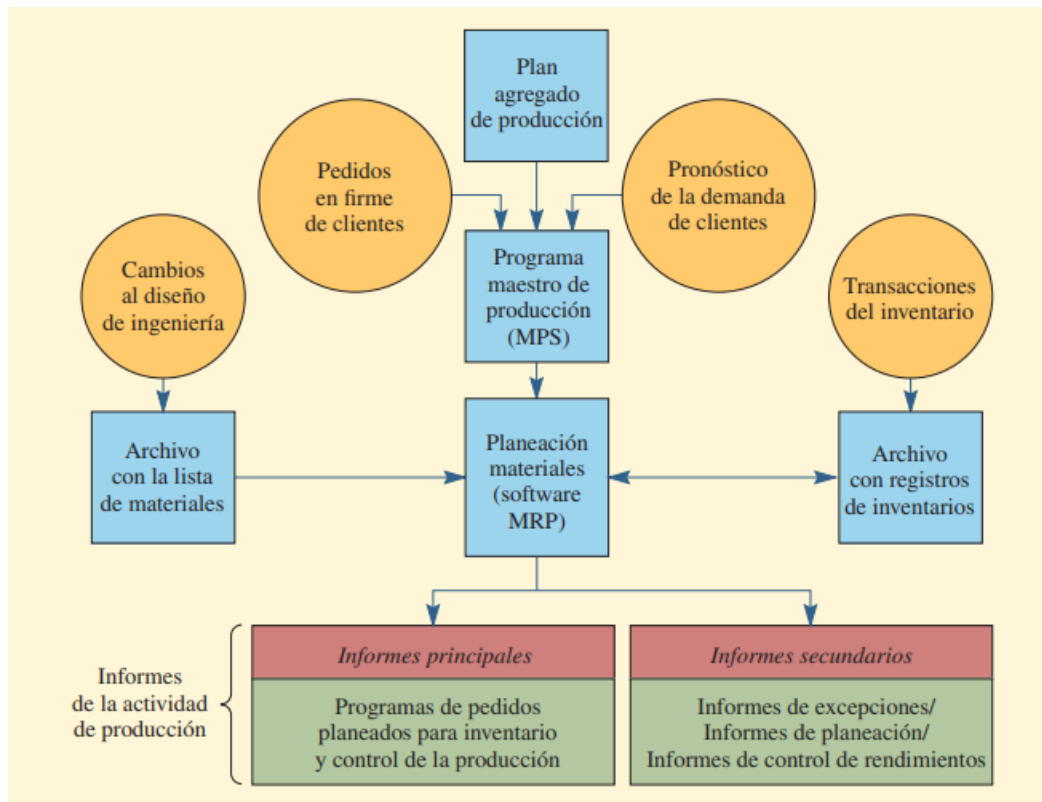 Plan
agregado
de producción
Pedidos
en firme
de clientes
Pronóstico
de la demanda
de clientes
Programa
maestro de
producción
(MPS)
Cambios
al diseño
de ingeniería
Transacciones
del inventario
Archivo
con la lista
de materiales
Planeación
materiales
(software
MRP)
Archivo
con registros
de inventarios
Informes
de la actividad
de producción
Informes principales
Programas de pedidos
planeados para inventario
y control de la producción
Informes secundarios
Informes de excepciones/
Informes de planeación/
Informes de control de rendimientos